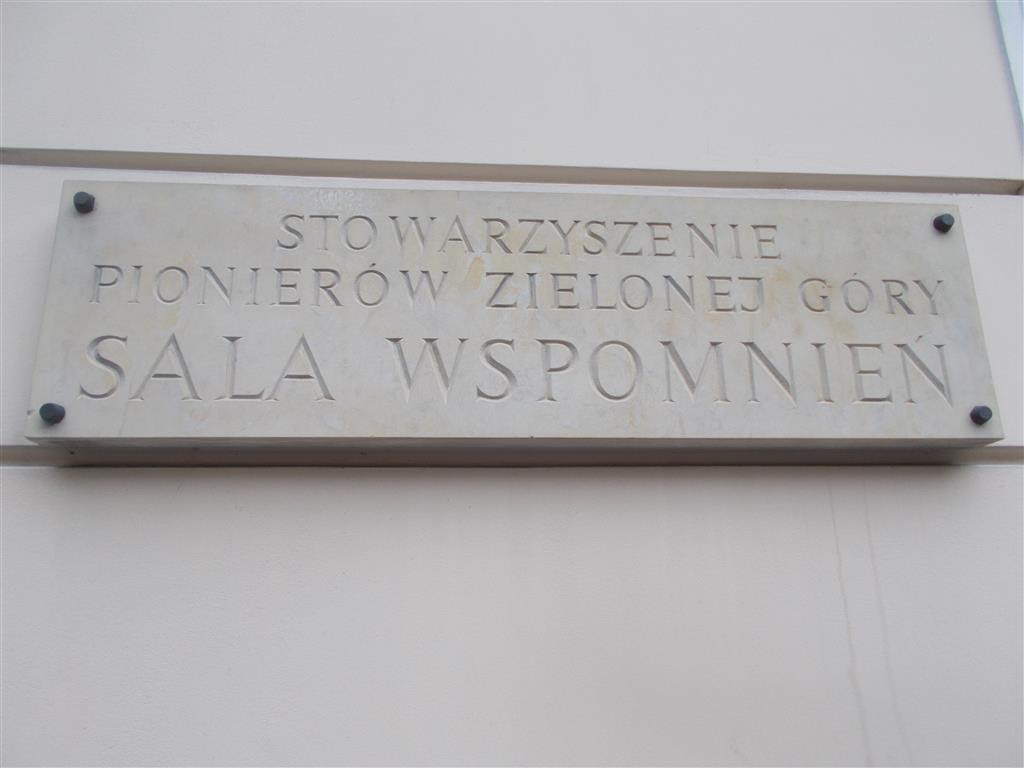 STOWARZYSZENIE
PIONIERÓW ZIELONEJ GÓRY
SALA WSPOMNIEŃ